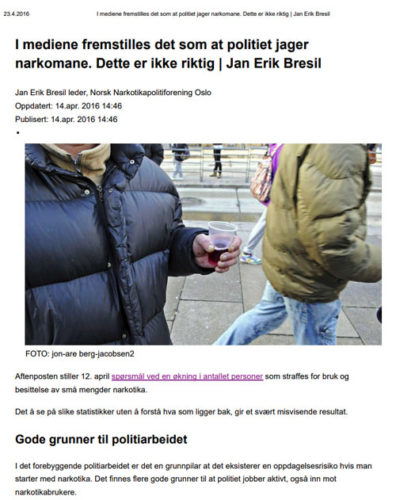 23.4.2016 I mediene fremstilles det som at politiet jager narkomane. Dette er ikke riktig | Jan Erik Bresil
I mediene fremstilles det som at politiet jager
narkomane. Dette er ikke riktig | Jan Erik Bresil
Jan Erik Bresil leder, Norsk Narkotikapolitiforening Oslo
Oppdatert: 14.apr. 2016 14:46
Publisert: 14.apr. 2016 14:46
•
FOTO: jon-are berg-jacobsen2
Aftenposten stiller 12. april spørsmål ved en økning i antallet personer som straffes for bruk og
besittelse av små mengder narkotika.
Det å se på slike statistikker uten å forstå hva som ligger bak, gir et svært misvisende resultat.
Gode grunner til politiarbeidet
I det forebyggende politiarbeidet er det en grunnpilar at det eksisterer en oppdagelsesrisiko hvis man
starter med narkotika. Det finnes flere gode grunner til at politiet jobber aktivt, også inn mot
narkotikabrukere.